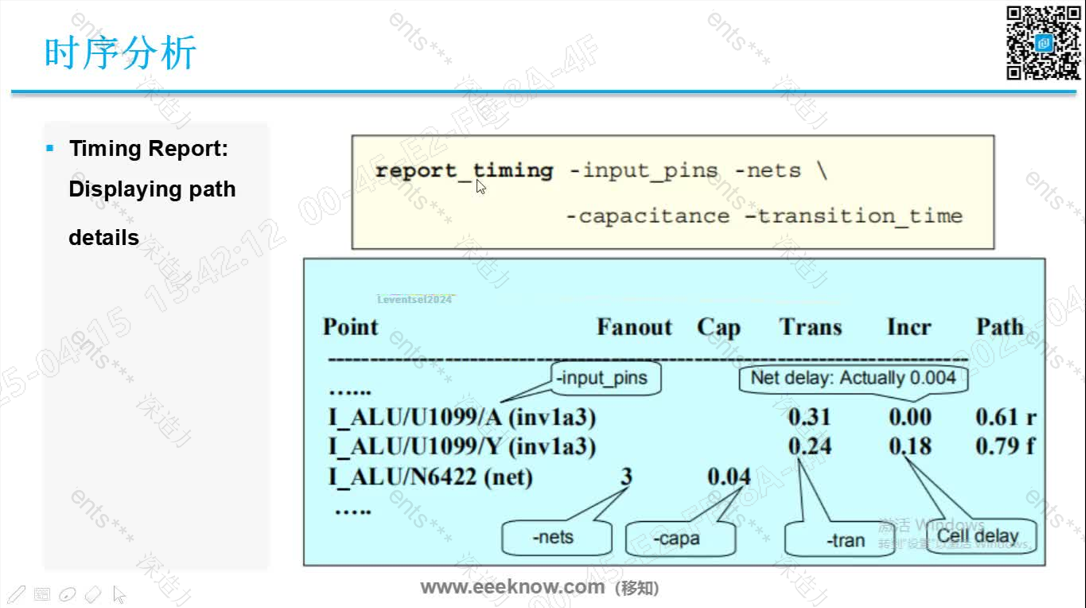 时序分析
Timing Report:
Displaying path
details
report_timing -input_pins -nets \
-capacitance -transition_time
Leventsel2024
Point Fanout Cap Trans Incr Path
-input_pins
Net delay: Actually 0.004
......
I_ALU/U1099/A (inv1a3) 0.31 0.00 0.61 r
I_ALU/U1099/Y (inv1a3) 0.24 0.18 0.79 f
I_ALU/N6422 (net) 3 0.04
.....
-nets
-capa
-tran
Cell delay
激活 Windows
转到"设置"以激活 Windows。
www.eeeknow.com (移知)